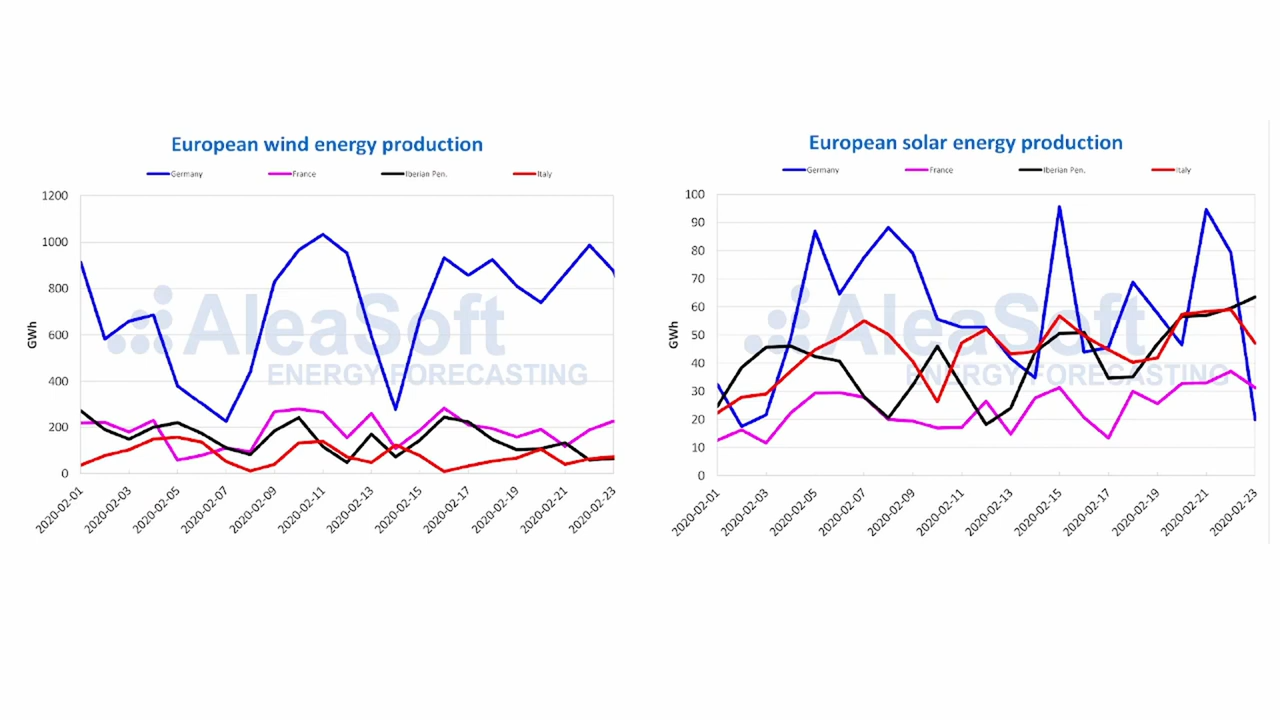 European wind energy production
Germany France Iberian Pen. Italy
1200
1000
800
600
400
200
0
GWh
AleaSoft
ENERGY FORECASTING
2020-02-01 2020-02-03 2020-02-05 2020-02-07 2020-02-09 2020-02-11 2020-02-13 2020-02-15 2020-02-17 2020-02-19 2020-02-21 2020-02-23
European solar energy production
Germany France Iberian Pen. Italy
100
90
80
70
60
50
40
30
20
10
0
GWh
AleaSoft
ENERGY FORECASTING
2020-02-01 2020-02-03 2020-02-05 2020-02-07 2020-02-09 2020-02-11 2020-02-13 2020-02-15 2020-02-17 2020-02-19 2020-02-21 2020-02-23